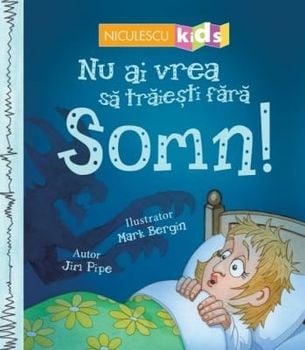 NICULESCU kids
Nu ai vrea
să trăiești fără
Somn!
Ilustrator
Mark Bergin
Autor
Jim Pipe